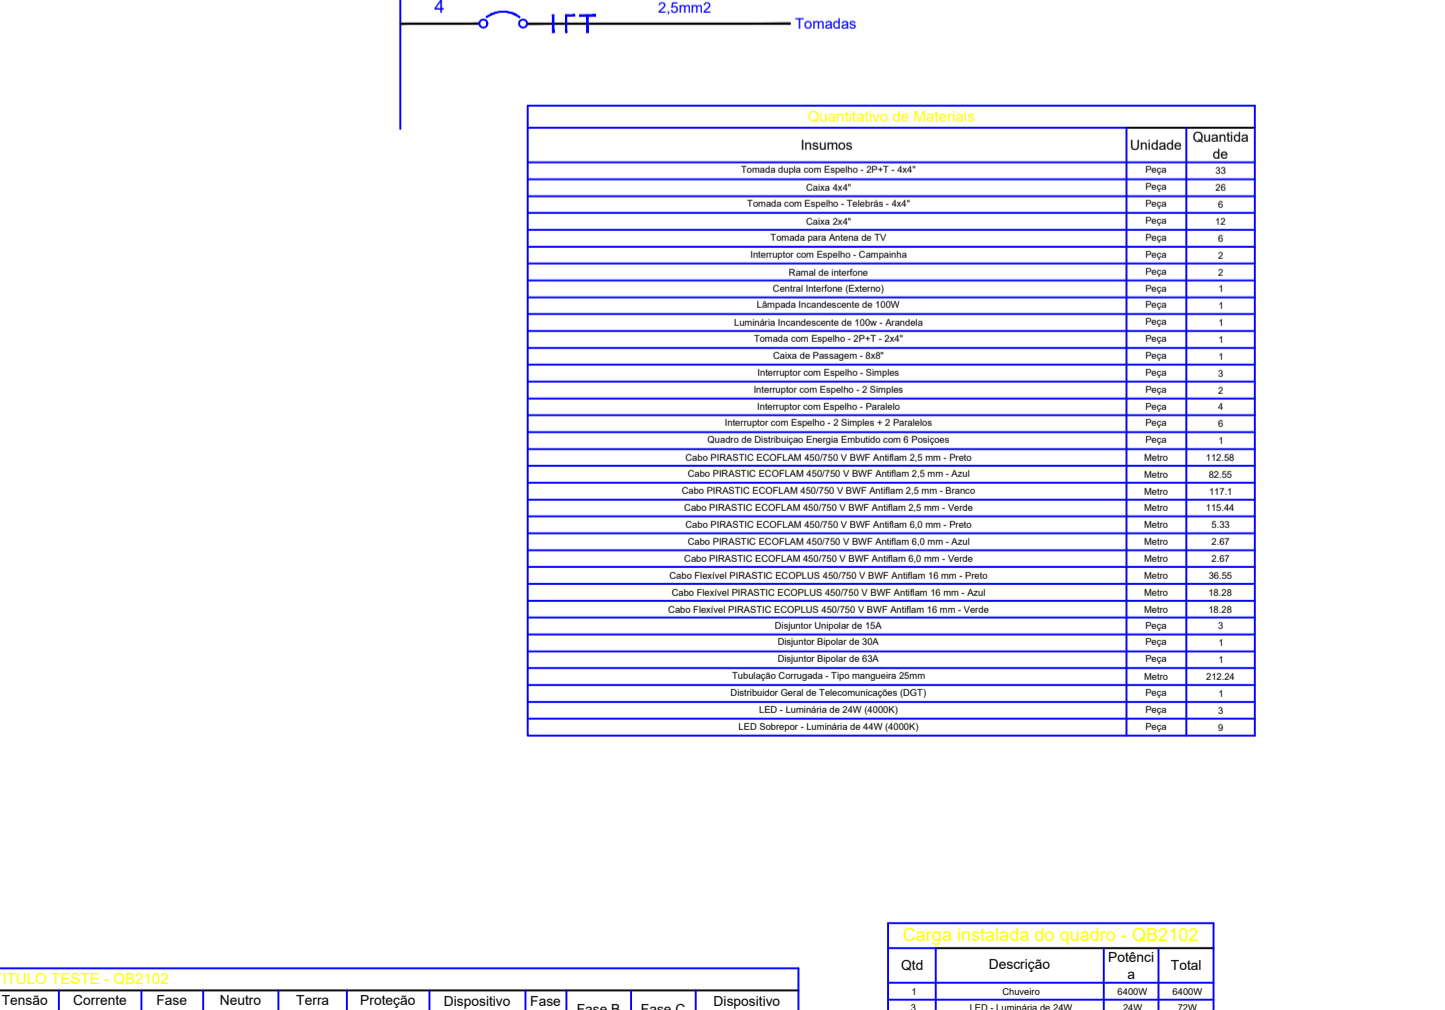 4
2,5mm2
Tomadas
Quantitativo de Materiais
Insumos Unidade Quantida
de
Tomada dupla com Espelho - 2P+T - 4x4" Peça 33
Caixa 4x4" Peça 26
Tomada com Espelho - Telebrás - 4x4" Peça 6
Caixa 2x4" Peça 12
Tomada para Antena de TV Peça 6
Interruptor com Espelho - Campainha Peça 2
Ramal de interfone Peça 2
Central Interfone (Externo) Peça 1
Lâmpada Incandescente de 100W Peça 1
Luminária Incandescente de 100w - Arandela Peça 1
Tomada com Espelho - 2P+T - 2x4" Peça 1
Caixa de Passagem - 8x8" Peça 1
Interruptor com Espelho - Simples Peça 3
Interruptor com Espelho - 2 Simples Peça 2
Interruptor com Espelho - Paralelo Peça 4
Interruptor com Espelho - 2 Simples + 2 Paralelos Peça 6
Quadro de Distribuiçao Energia Embutido com 6 Posiçoes Peça 1
Cabo PIRASTIC ECOFLAM 450/750 V BWF Antiflam 2,5 mm - Preto Metro 112.58
Cabo PIRASTIC ECOFLAM 450/750 V BWF Antiflam 2,5 mm - Azul Metro 82.55
Cabo PIRASTIC ECOFLAM 450/750 V BWF Antiflam 2,5 mm - Branco Metro 117.1
Cabo PIRASTIC ECOFLAM 450/750 V BWF Antiflam 2,5 mm - Verde Metro 115.44
Cabo PIRASTIC ECOFLAM 450/750 V BWF Antiflam 6,0 mm - Preto Metro 5.33
Cabo PIRASTIC ECOFLAM 450/750 V BWF Antiflam 6,0 mm - Azul Metro 2.67
Cabo PIRASTIC ECOFLAM 450/750 V BWF Antiflam 6,0 mm - Verde Metro 2.67
Cabo Flexível PIRASTIC ECOPLUS 450/750 V BWF Antiflam 16 mm - Preto Metro 36.55
Cabo Flexível PIRASTIC ECOPLUS 450/750 V BWF Antiflam 16 mm - Azul Metro 18.28
Cabo Flexível PIRASTIC ECOPLUS 450/750 V BWF Antiflam 16 mm - Verde Metro 18.28
Disjuntor Unipolar de 15A Peça 3
Disjuntor Bipolar de 30A Peça 1
Disjuntor Bipolar de 63A Peça 1
Tubulação Corrugada - Tipo mangueira 25mm Metro 212.24
Distribuidor Geral de Telecomunicações (DGT) Peça 1
LED - Luminária de 24W (4000K) Peça 3
LED Sobrepor - Luminária de 44W (4000K) Peça 9
TITULO TESTE - QB2102
Tensão Corrente Fase Neutro Terra Proteção Dispositivo Fase Fase B Fase C Dispositivo
Carga instalada do quadro - QB2102
Qtd Descrição Potênci
a Total
1 Chuveiro 6400W 6400W
3 LED - Luminária de 24W 24W 72W